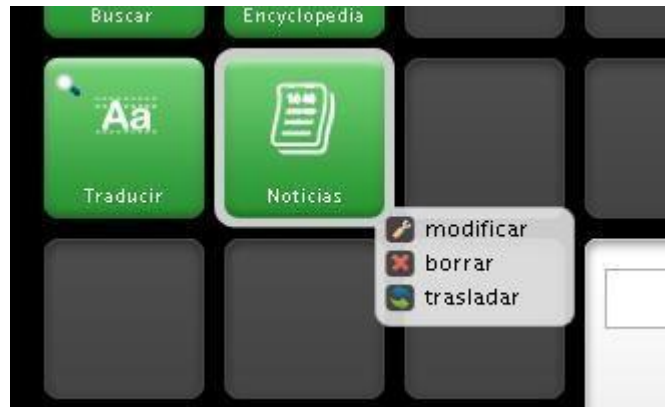 Buscar
Encyclopedia
Aa
Traducir
Noticias
modificar
borrar
trasladar